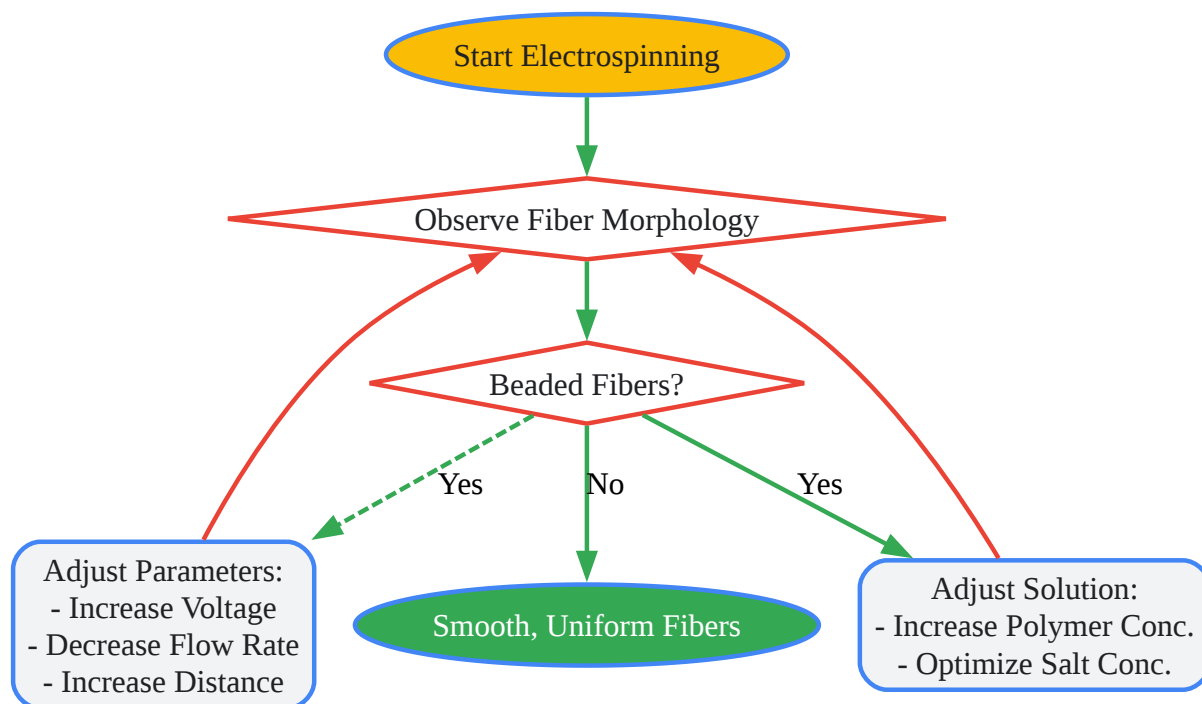 Start Electrospinning
Observe Fiber Morphology
Beaded Fibers?
Yes
No
Yes
Adjust Parameters:
- Increase Voltage
- Decrease Flow Rate
- Increase Distance
Smooth, Uniform Fibers
Adjust Solution:
- Increase Polymer Conc.
- Optimize Salt Conc.